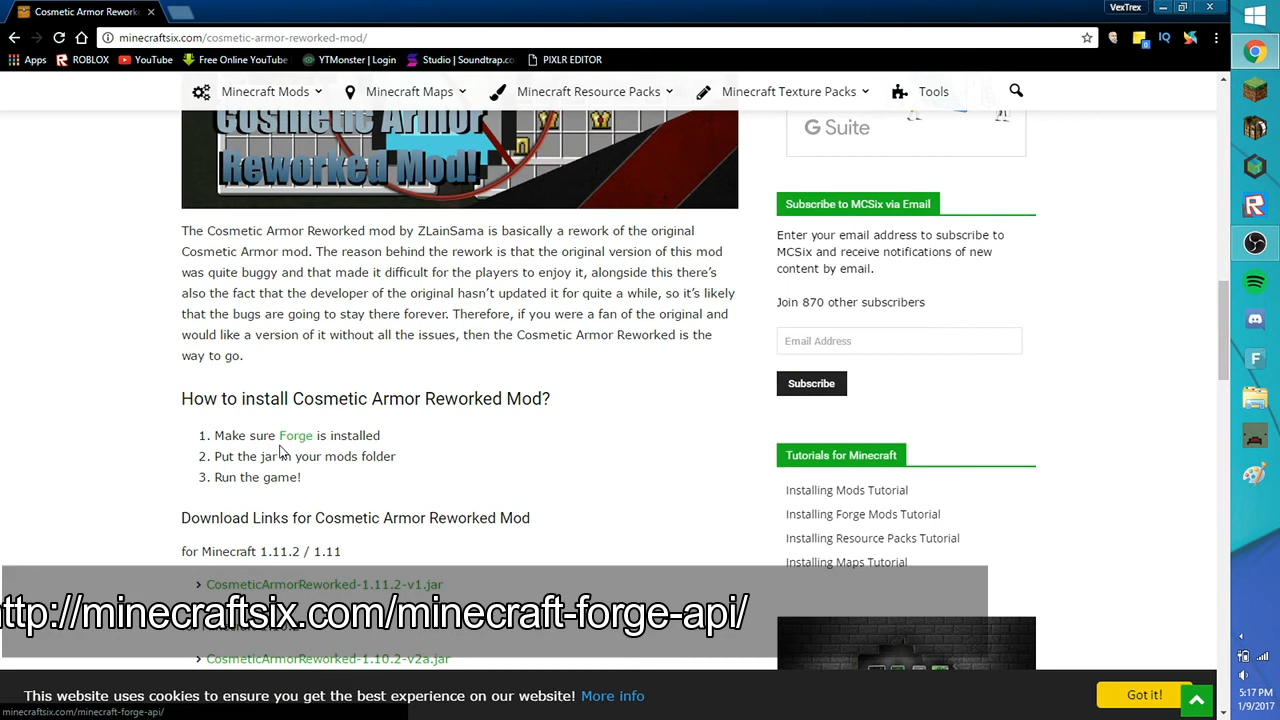 Cosmetic Armor Rework
VexTrex
minecraftsix.com/cosmetic-armor-reworked-mod/
Apps
ROBLOX
YouTube
Free Online YouTube
YTMonster | Login
Studio | Soundtrap.co
PIXLR EDITOR
Minecraft Mods
Minecraft Maps
Minecraft Resource Packs
Minecraft Texture Packs
Tools
Cosmetic Armor
Reworked Mod!
The Cosmetic Armor Reworked mod by ZLainSama is basically a rework of the original
Cosmetic Armor mod. The reason behind the rework is that the original version of this mod
was quite buggy and that made it difficult for the players to enjoy it, alongside this there's
also the fact that the developer of the original hasn't updated it for quite a while, so it's likely
that the bugs are going to stay there forever. Therefore, if you were a fan of the original and
would like a version of it without all the issues, then the Cosmetic Armor Reworked is the
way to go.
How to install Cosmetic Armor Reworked Mod?
1. Make sure Forge is installed
2. Put the jar in your mods folder
3. Run the game!
Download Links for Cosmetic Armor Reworked Mod
for Minecraft 1.11.2 / 1.11
CosmeticArmorReworked-1.11.2-v1.jar
http://minecraftsix.com/minecraft-forge-api/
CosmeticArmorReworked-1.10.2-v2a.jar
G Suite
Subscribe to MCSix via Email
Enter your email address to subscribe to
MCSix and receive notifications of new
content by email.
Join 870 other subscribers
Email Address
Subscribe
Tutorials for Minecraft
Installing Mods Tutorial
Installing Forge Mods Tutorial
Installing Resource Packs Tutorial
Installing Maps Tutorial
This website uses cookies to ensure you get the best experience on our website! More info
Got it!
minecraftsix.com/minecraft-forge-api/
5:17 PM
1/9/2017